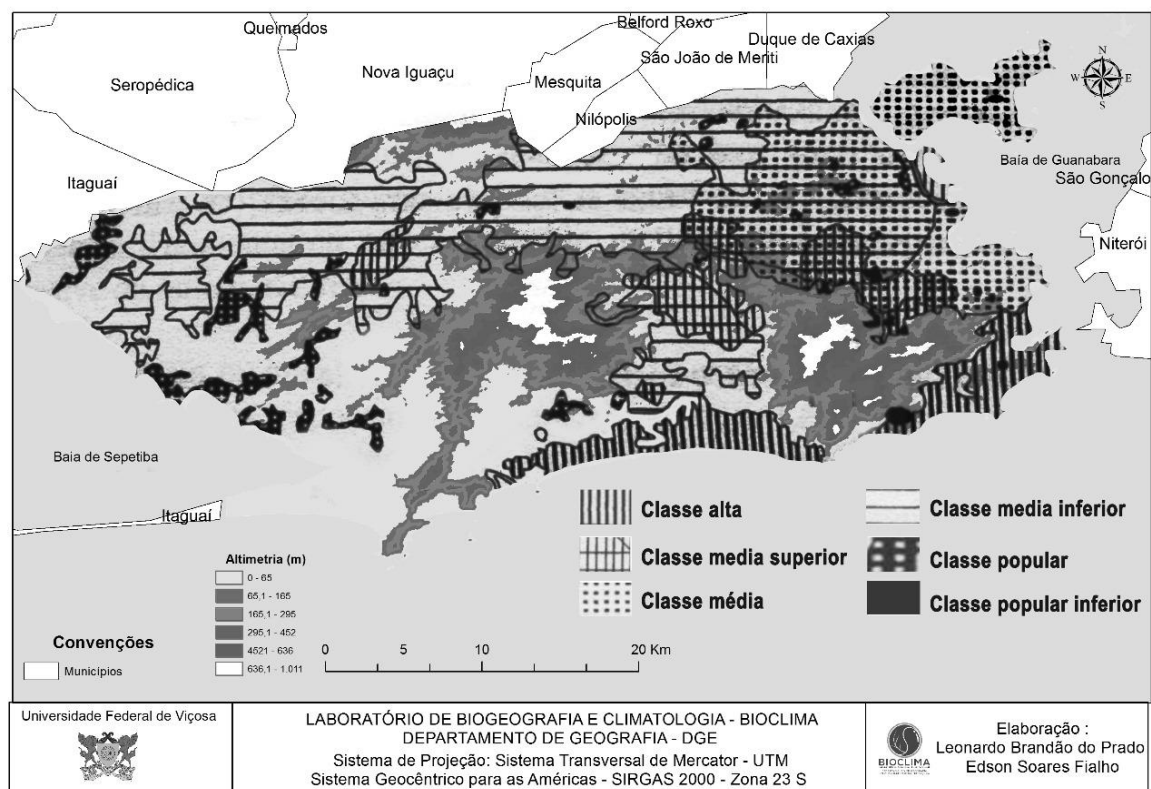 Queimados
Belford Roxo
Duque de Caxias
São João de Meriti
Seropédica
Nova Iguaçu
Mesquita
Nilópolis
N
W E
S
Itaguaí
Baía de Guanabara
São Gonçalo
Niterói
Baia de Sepetiba
Itaguaí
Classe alta
Classe media superior
Classe média
Classe media inferior
Classe popular
Classe popular inferior
Altimetria (m)
0 - 65
65,1 - 165
165,1 - 295
295,1 - 452
4521 - 636
636,1 - 1.011
Convenções
Municípios
0 5 10 20 Km
Universidade Federal de Viçosa
LABORATÓRIO DE BIOGEOGRAFIA E CLIMATOLOGIA - BIOCLIMA
DEPARTAMENTO DE GEOGRAFIA - DGE
Sistema de Projeção: Sistema Transversal de Mercator - UTM
Sistema Geocêntrico para as Américas - SIRGAS 2000 - Zona 23 S
BIOCLIMA
Elaboração :
Leonardo Brandão do Prado
Edson Soares Fialho